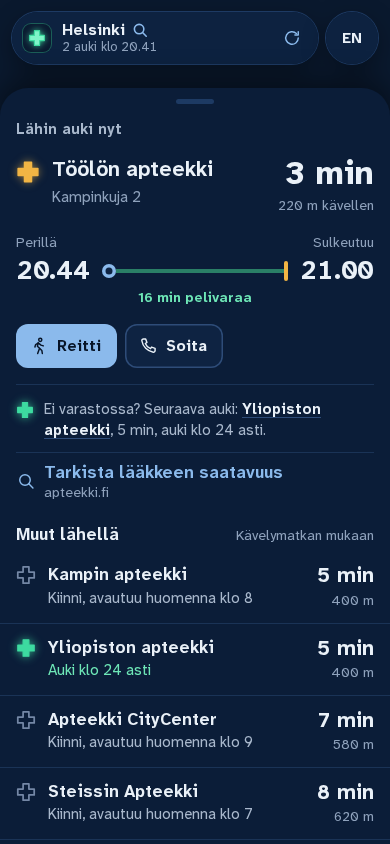 Helsinki
2 auki klo 20.41
EN
Lähin auki nyt
Töölön apteekki
3 min
Kampinkuja 2
220 m kävellen
Perillä
Sulkeutuu
20.44
21.00
16 min pelivaraa
Reitti
Soita
Ei varastossa? Seuraava auki: Yliopiston
apteekki, 5 min, auki klo 24 asti.
Tarkista lääkkeen saatavuus
apteekki.fi
Muut lähellä
Kävelymatkan mukaan
Kampin apteekki
5 min
Kiinni, avautuu huomenna klo 8
400 m
Yliopiston apteekki
5 min
Auki klo 24 asti
400 m
Apteekki CityCenter
7 min
Kiinni, avautuu huomenna klo 9
580 m
Steissin Apteekki
8 min
Kiinni, avautuu huomenna klo 7
620 m